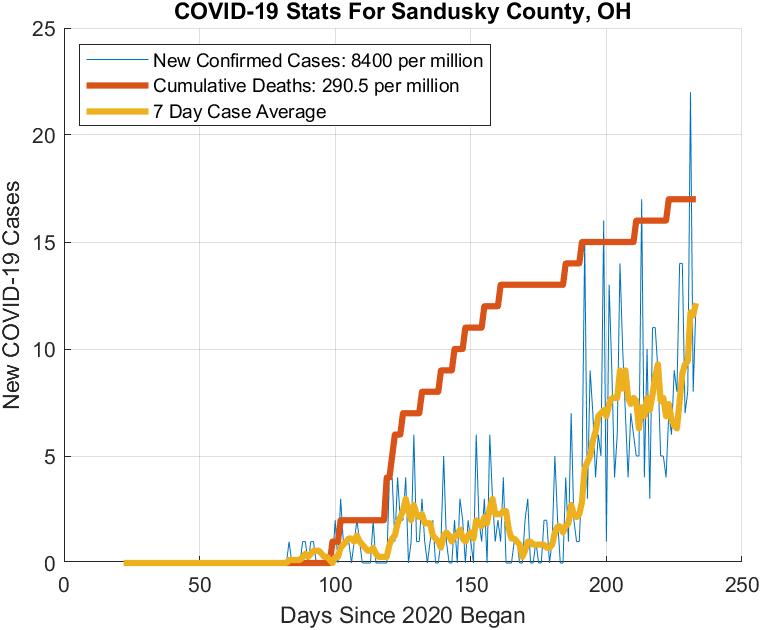 COVID-19 Stats For Sandusky County, OH
New Confirmed Cases: 8400 per million
Cumulative Deaths: 290.5 per million
7 Day Case Average
New COVID-19 Cases
25
20
15
10
5
0
0 50 100 150 200 250
Days Since 2020 Began